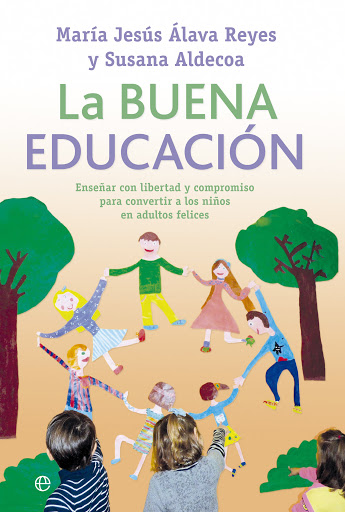 María Jesús Álava Reyes
y Susana Aldecoa
La BUENA
EDUCACIÓN
Enseñar con libertad y compromiso
para convertir a los niños
en adultos felices
e